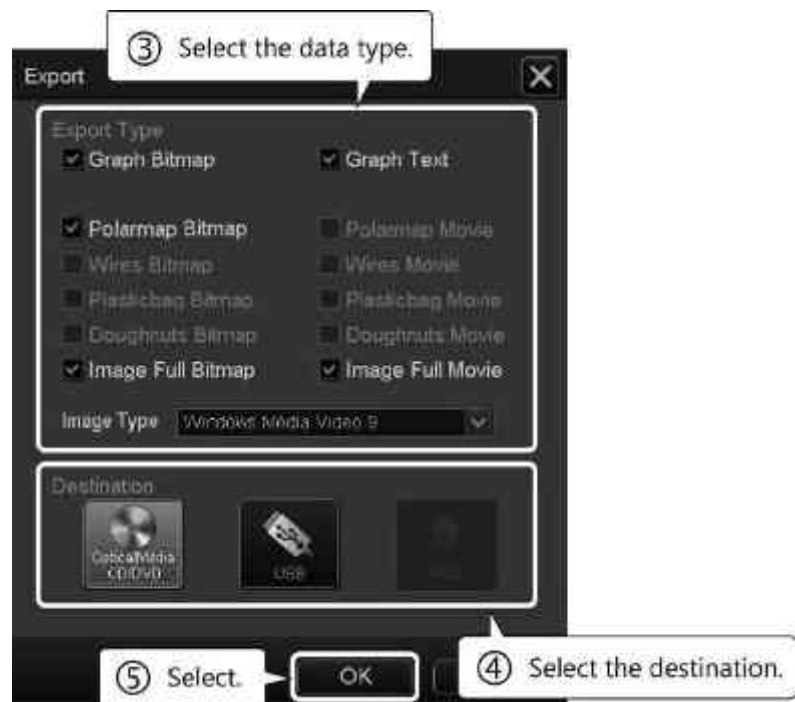 ③ Select the data type.
Export
Export Type
Graph Bitmap Graph Text
Polarmap Bitmap Polarmap Movie
Wires Bitmap Wires Movie
Plasticbag Bitmap Plasticbag Movie
Doughnuts Bitmap Doughnuts Movie
Image Full Bitmap Image Full Movie
Image Type Windows Media Video 9
Destination
OpticalMedia
CD/DVD USB
④ Select the destination.
⑤ Select. OK